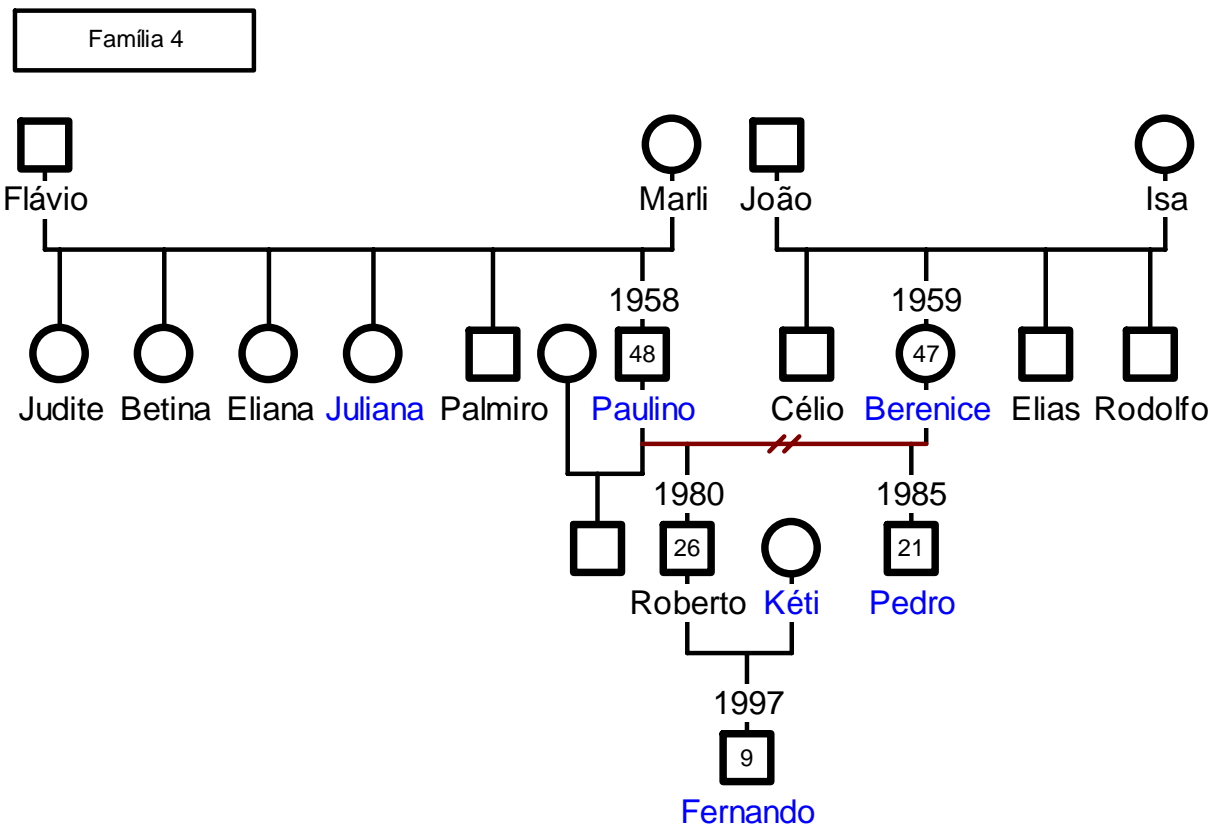 Família 4
Flávio Marli João Isa
1958 1959
48 47
Judite Betina Eliana Juliana Palmiro Paulino Célio Berenice Elias Rodolfo
1980 1985
26 21
Roberto Kéti Pedro
1997
9
Fernando